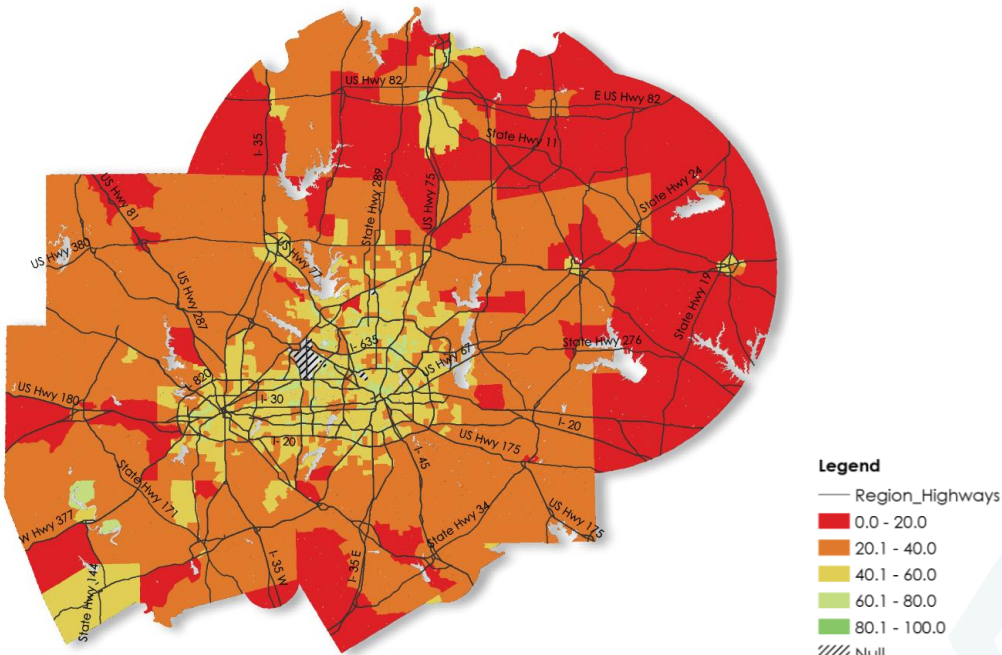 US Hwy 82
E US Hwy 82
I- 35
State Hwy 11
State Hwy 289
US Hwy 75
State Hwy 24
US Hwy 81
US Hwy 380
US Hwy 77
US Hwy 287
State Hwy 19
I- 635
State Hwy 276
US Hwy 67
I- 820
US Hwy 180
I- 30
I- 20
I- 20
US Hwy 175
I- 45
State Hwy 171
W Hwy 377
State Hwy 34
US Hwy 175
State Hwy 144
I- 35 W
I- 35 E
Legend
Region_Highways
0.0 - 20.0
20.1 - 40.0
40.1 - 60.0
60.1 - 80.0
80.1 - 100.0
Null